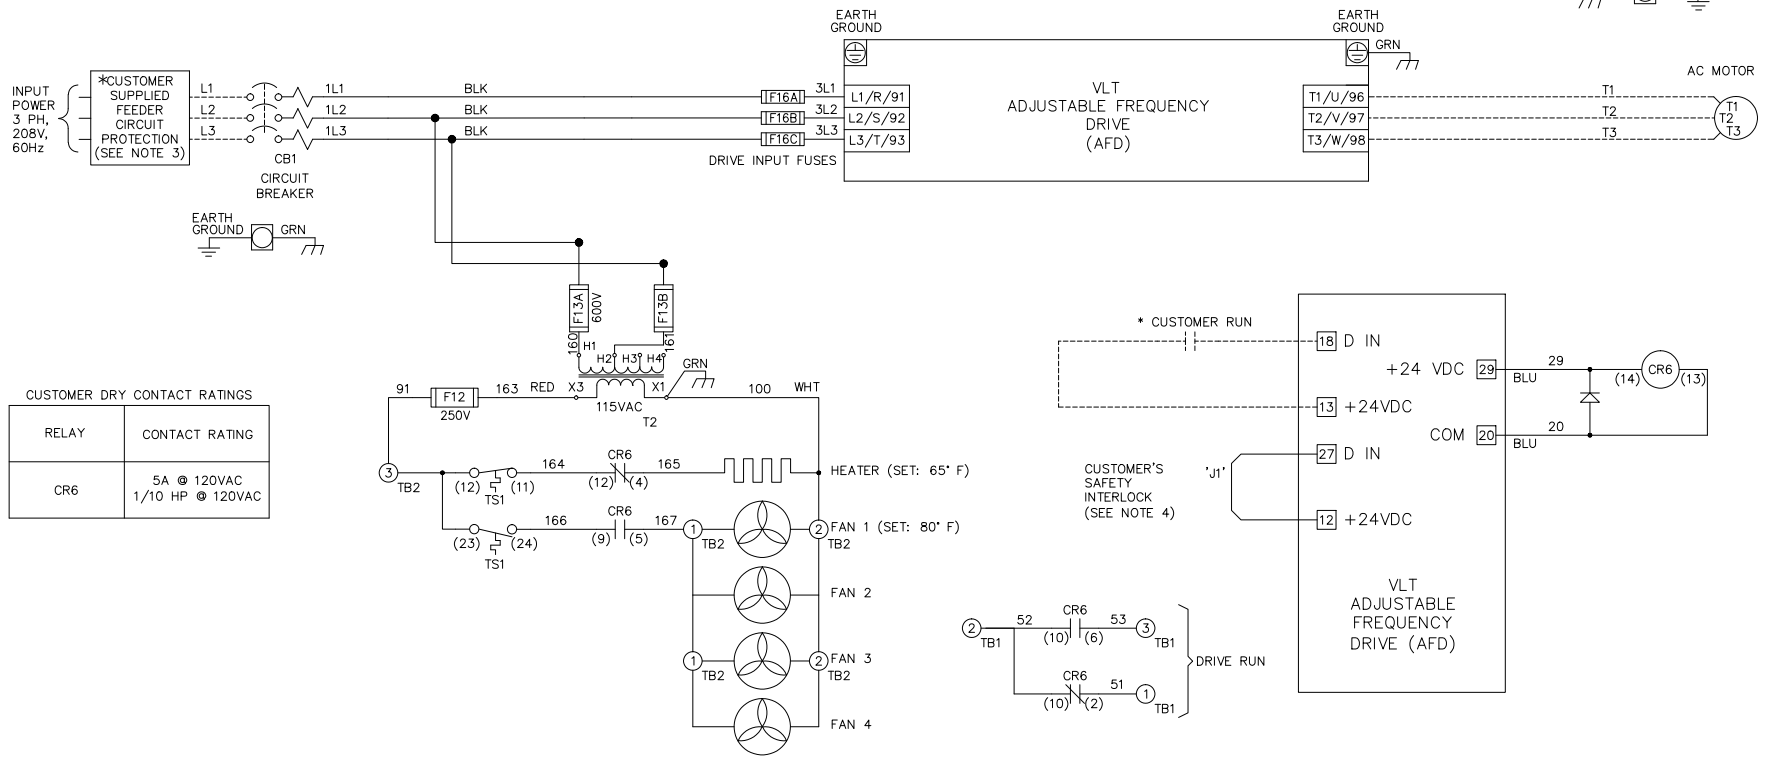 EARTH
GROUND
EARTH
GROUND
GRN
AC MOTOR
INPUT
POWER
3 PH,
208V,
60Hz
*CUSTOMER
SUPPLIED
FEEDER
CIRCUIT
PROTECTION
(SEE NOTE 3)
L1
L2
L3
CB1
CIRCUIT
BREAKER
1L1
1L2
1L3
BLK
BLK
BLK
F16A
F16B
F16C
3L1
3L2
3L3
DRIVE INPUT FUSES
L1/R/91
L2/S/92
L3/T/93
VLT
ADJUSTABLE FREQUENCY
DRIVE
(AFD)
T1/U/96
T2/V/97
T3/W/98
T1
T2
T3
T1
T2
T3
EARTH
GROUND
GRN
F13A
600V
F13B
160
161
H1
H2
H3
H4
GRN
91
F12
250V
163
RED
X3
X1
115VAC
T2
100
WHT
CUSTOMER DRY CONTACT RATINGS
RELAY
CONTACT RATING
CR6
5A @ 120VAC
1/10 HP @ 120VAC
3
TB2
(12)
TS1
(11)
164
CR6
(12)
(4)
165
HEATER (SET: 65° F)
(23)
TS1
(24)
166
CR6
(9)
(5)
167
1
TB2
2
TB2
FAN 1 (SET: 80° F)
FAN 2
1
TB2
2
TB2
FAN 3
FAN 4
* CUSTOMER RUN
18 D IN
13 +24VDC
27 D IN
12 +24VDC
+24 VDC 29
COM 20
29
BLU
20
BLU
CR6
(14)
(13)
CUSTOMER'S
SAFETY
INTERLOCK
(SEE NOTE 4)
'J1'
VLT
ADJUSTABLE
FREQUENCY
DRIVE (AFD)
2
TB1
52
CR6
(10)
(6)
53
3
TB1
CR6
(10)
(2)
51
1
TB1
DRIVE RUN